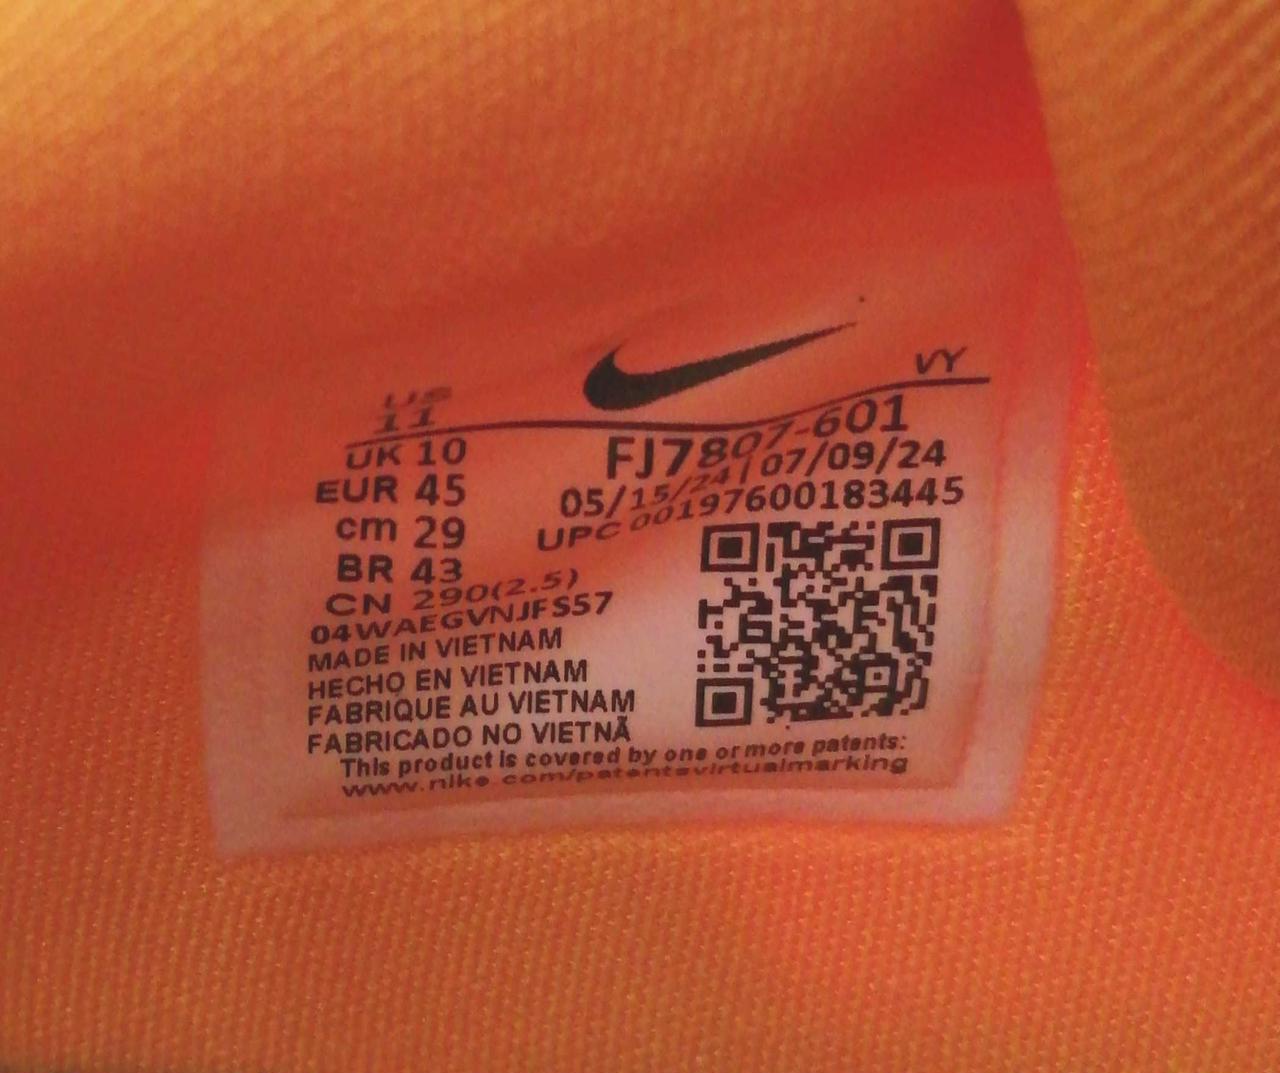 VY
US 11
UK 10
EUR 45
cm 29
BR 43
CN 290(2.5)
FJ7807-601
05/15/24 | 07/09/24
UPC 00197600183445
04WAEGVNJFS57
MADE IN VIETNAM
HECHO EN VIETNAM
FABRIQUE AU VIETNAM
FABRICADO NO VIETNÃ
This product is covered by one or more patents:
www.nike.com/patentsvirtualmarking